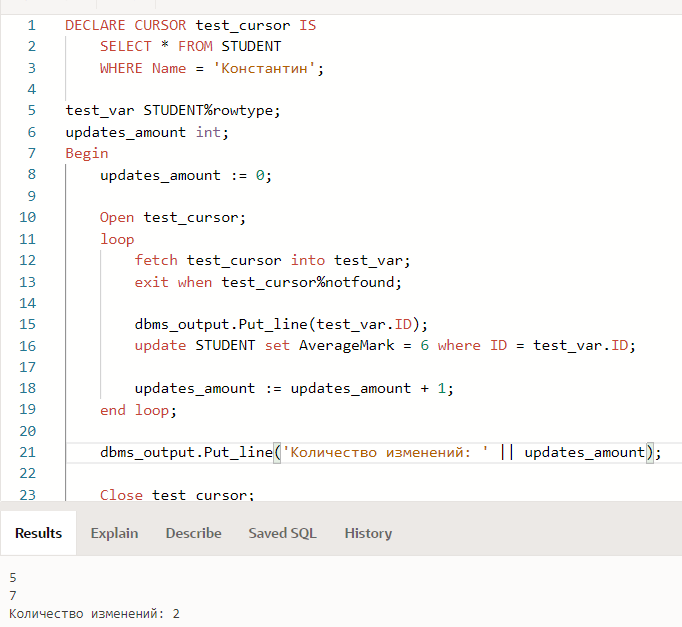 1 DECLARE CURSOR test_cursor IS
2 SELECT * FROM STUDENT
3 WHERE Name = 'Константин';
4
5 test_var STUDENT%rowtype;
6 updates_amount int;
7 Begin
8 updates_amount := 0;
9
10 Open test_cursor;
11 loop
12 fetch test_cursor into test_var;
13 exit when test_cursor%notfound;
14
15 dbms_output.Put_line(test_var.ID);
16 update STUDENT set AverageMark = 6 where ID = test_var.ID;
17
18 updates_amount := updates_amount + 1;
19 end loop;
20
21 dbms_output.Put_line('Количество изменений: ' || updates_amount);
22
23 Close test_cursor;
Results Explain Describe Saved SQL History
5
7
Количество изменений: 2